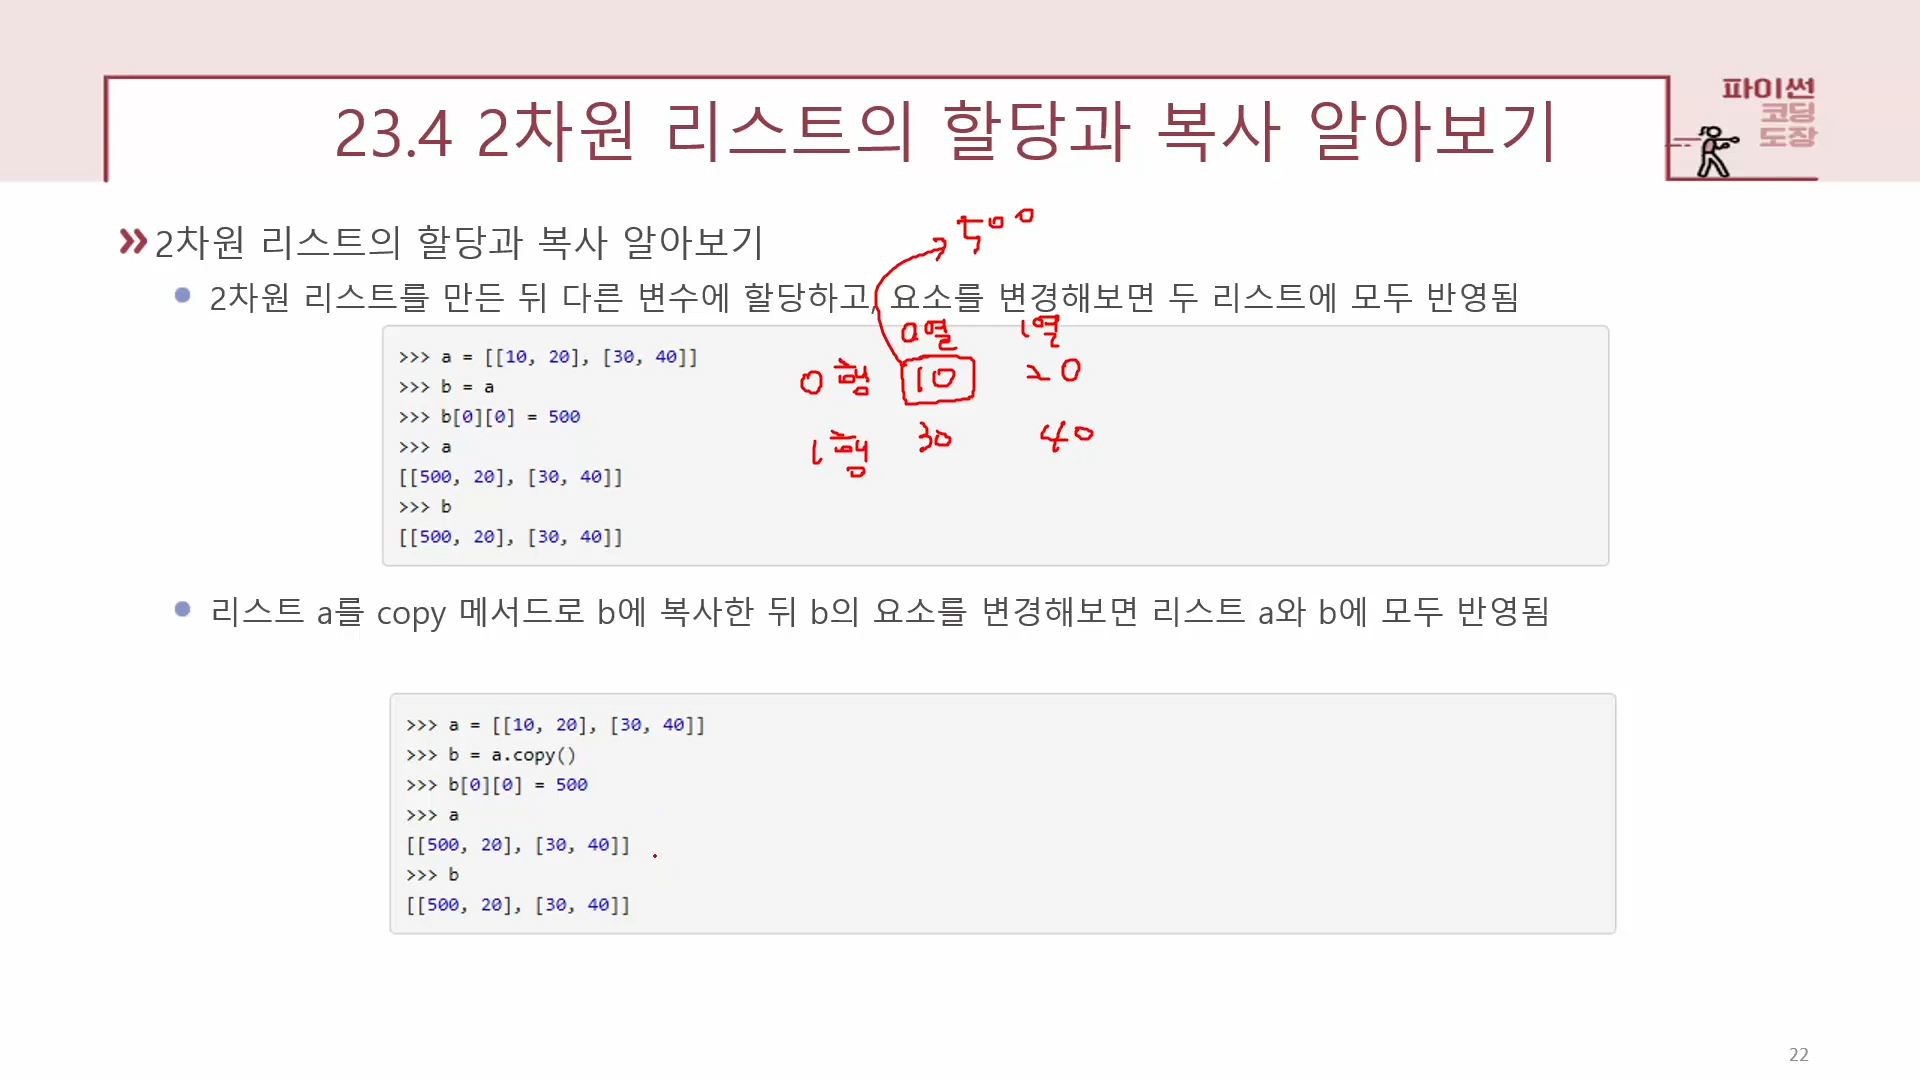 23.4 2차원 리스트의 할당과 복사 알아보기
파이썬
코딩
도장
2차원 리스트의 할당과 복사 알아보기
500
2차원 리스트를 만든 뒤 다른 변수에 할당하고, 요소를 변경해보면 두 리스트에 모두 반영됨
0열 1열
0행 10 20
1행 30 40
>>> a = [[10, 20], [30, 40]]
>>> b = a
>>> b[0][0] = 500
>>> a
[[500, 20], [30, 40]]
>>> b
[[500, 20], [30, 40]]
리스트 a를 copy 메서드로 b에 복사한 뒤 b의 요소를 변경해보면 리스트 a와 b에 모두 반영됨
>>> a = [[10, 20], [30, 40]]
>>> b = a.copy()
>>> b[0][0] = 500
>>> a
[[500, 20], [30, 40]]
>>> b
[[500, 20], [30, 40]]
22